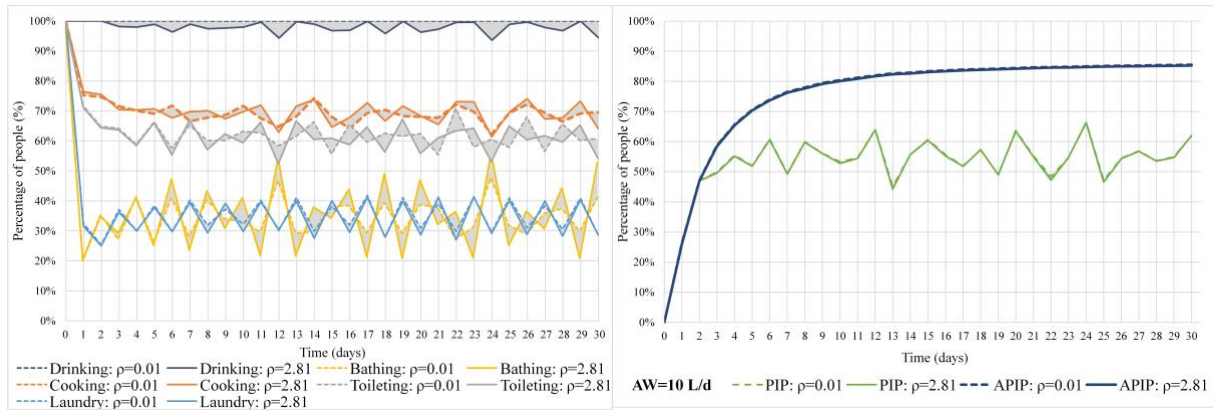 100%
90%
80%
70%
60%
50%
40%
30%
20%
10%
0%
Percentage of people (%)
0 1 2 3 4 5 6 7 8 9 10 11 12 13 14 15 16 17 18 19 20 21 22 23 24 25 26 27 28 29 30
Time (days)
Drinking: ρ=0.01 Drinking: ρ=2.81 Bathing: ρ=0.01 Bathing: ρ=2.81
Cooking: ρ=0.01 Cooking: ρ=2.81 Toileting: ρ=0.01 Toileting: ρ=2.81
Laundry: ρ=0.01 Laundry: ρ=2.81
100%
90%
80%
70%
60%
50%
40%
30%
20%
10%
0%
Percentage of people (%)
0 1 2 3 4 5 6 7 8 9 10 11 12 13 14 15 16 17 18 19 20 21 22 23 24 25 26 27 28 29 30
Time (days)
AW=10 L/d PIP: ρ=0.01 PIP: ρ=2.81 APIP: ρ=0.01 APIP: ρ=2.81